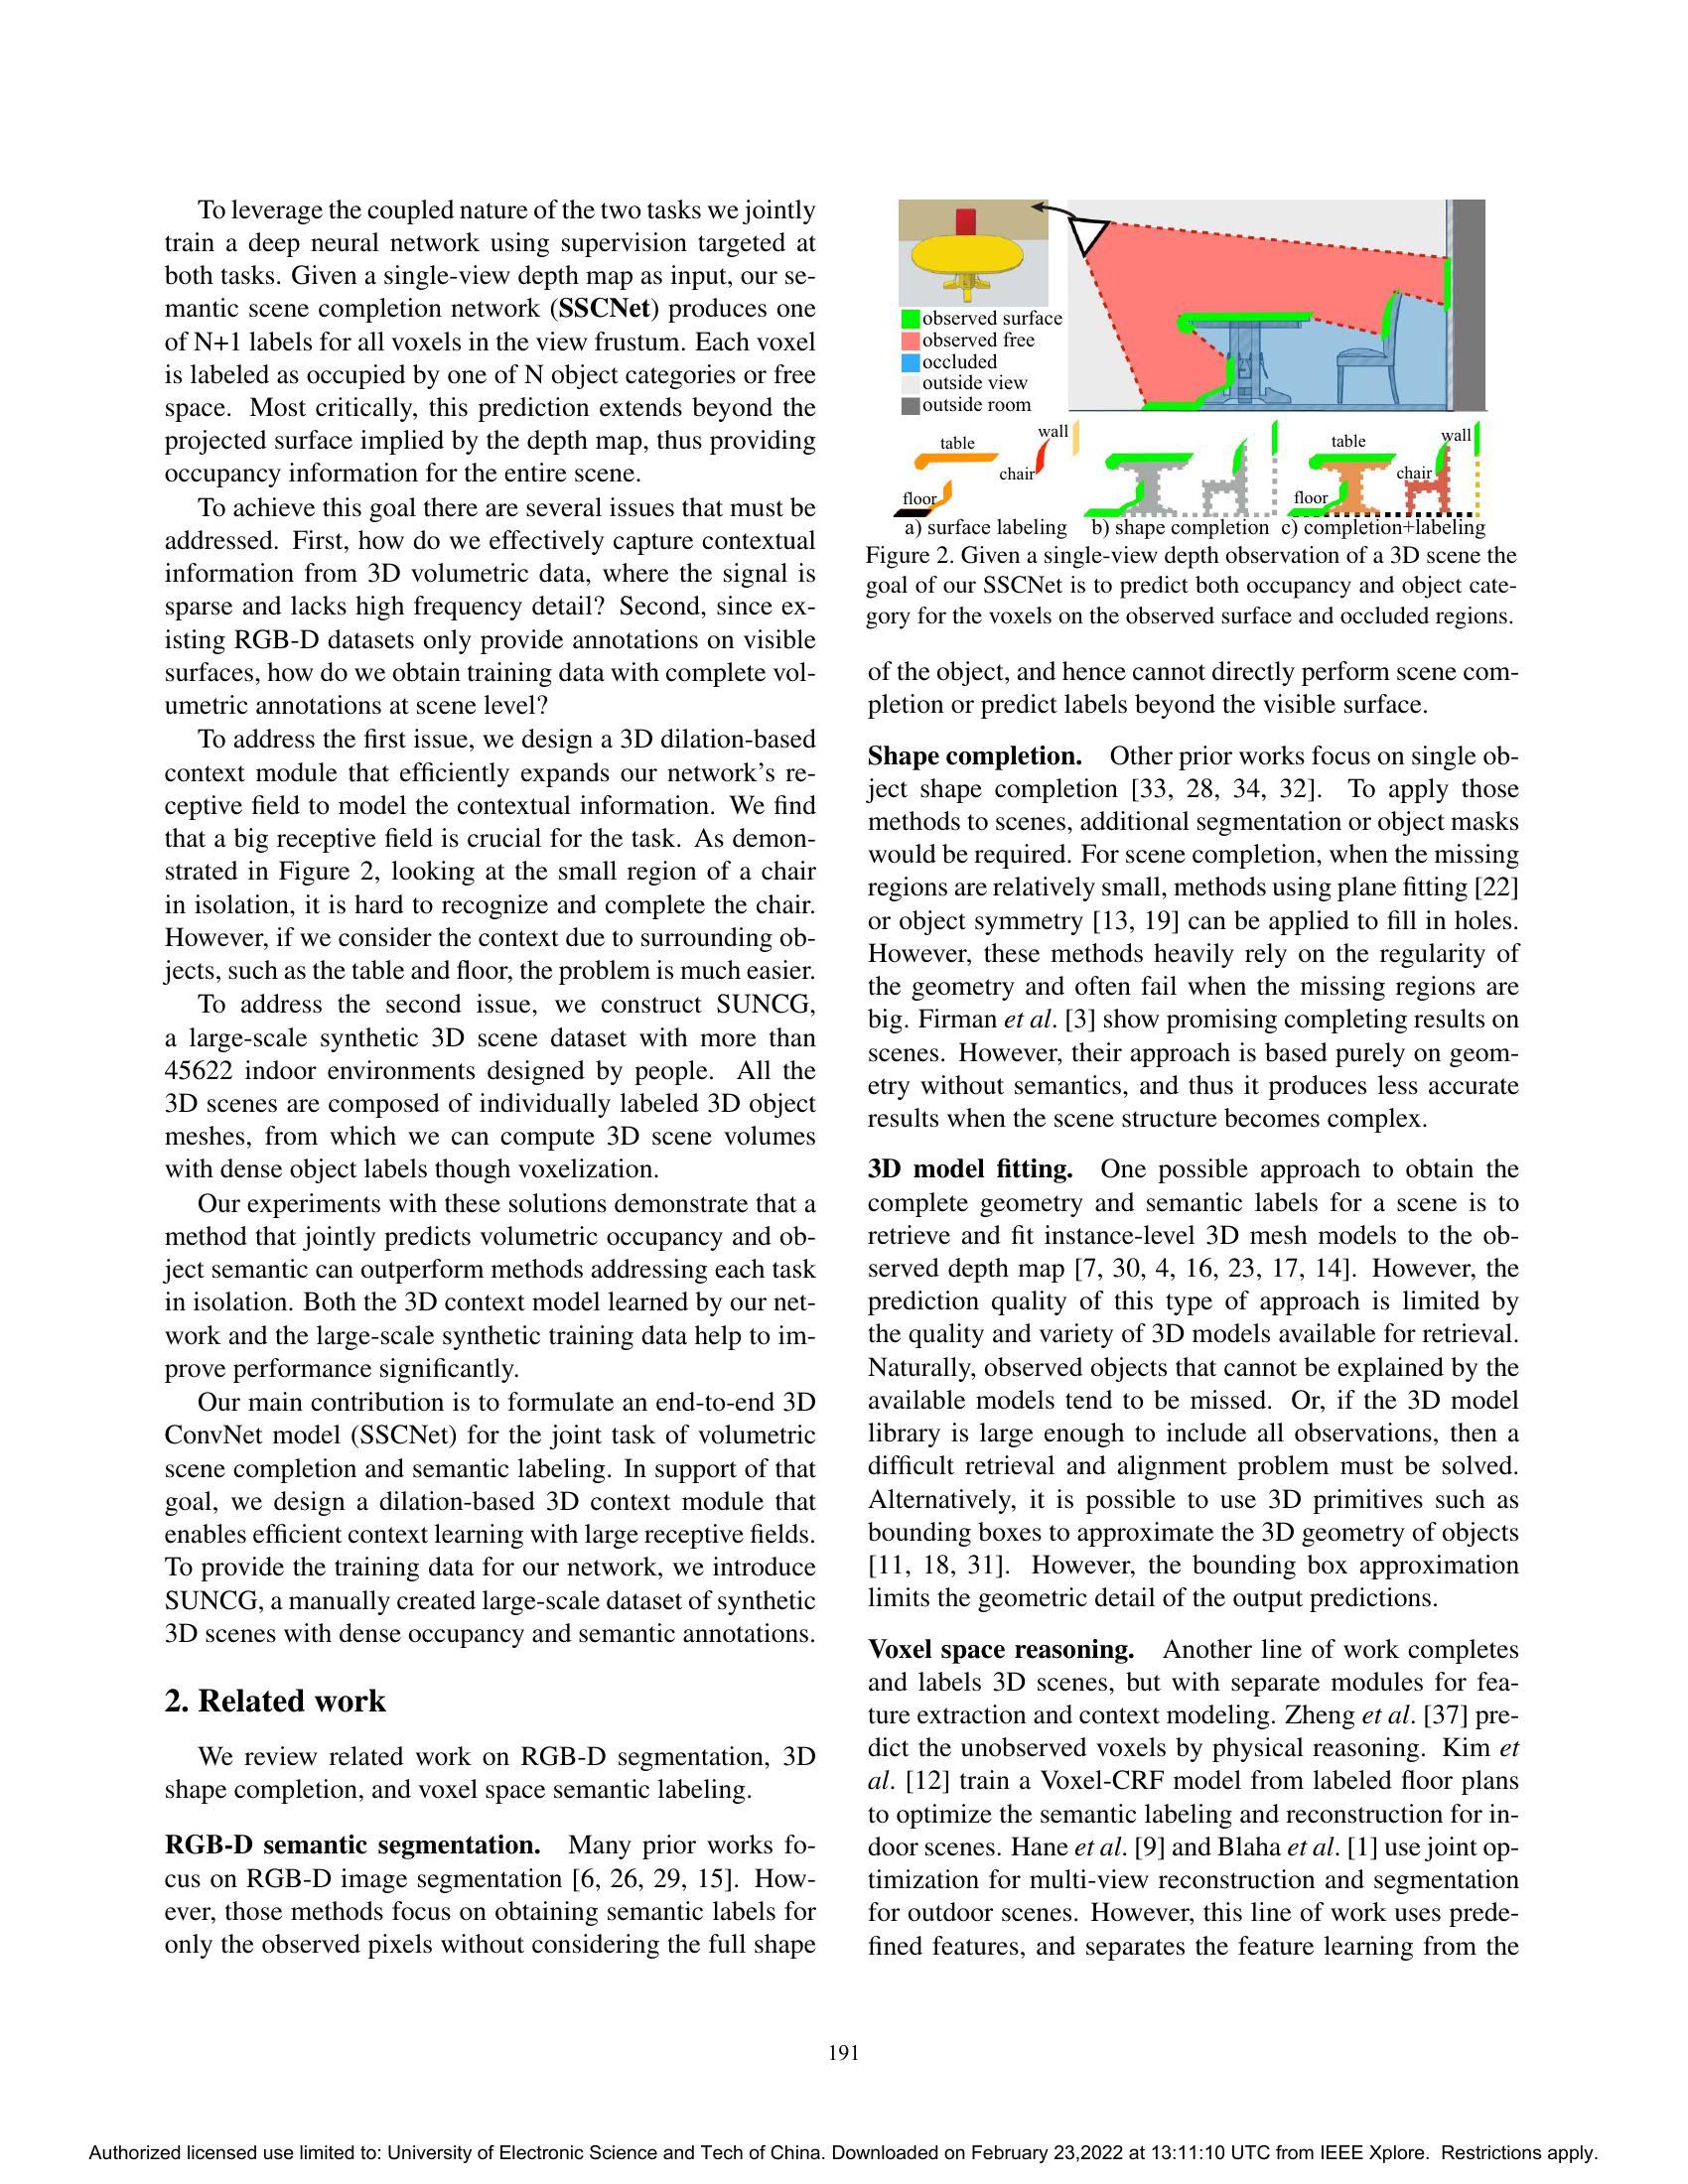 To leverage the coupled nature of the two tasks we jointly
train a deep neural network using supervision targeted at
both tasks. Given a single-view depth map as input, our se-
mantic scene completion network (SSCNet) produces one
of N+1 labels for all voxels in the view frustum. Each voxel
is labeled as occupied by one of N object categories or free
space. Most critically, this prediction extends beyond the
projected surface implied by the depth map, thus providing
occupancy information for the entire scene.
To achieve this goal there are several issues that must be
addressed. First, how do we effectively capture contextual
information from 3D volumetric data, where the signal is
sparse and lacks high frequency detail? Second, since ex-
isting RGB-D datasets only provide annotations on visible
surfaces, how do we obtain training data with complete vol-
umetric annotations at scene level?
To address the first issue, we design a 3D dilation-based
context module that efficiently expands our network's re-
ceptive field to model the contextual information. We find
that a big receptive field is crucial for the task. As demon-
strated in Figure 2, looking at the small region of a chair
in isolation, it is hard to recognize and complete the chair.
However, if we consider the context due to surrounding ob-
jects, such as the table and floor, the problem is much easier.
To address the second issue, we construct SUNCG,
a large-scale synthetic 3D scene dataset with more than
45622 indoor environments designed by people. All the
3D scenes are composed of individually labeled 3D object
meshes, from which we can compute 3D scene volumes
with dense object labels though voxelization.
Our experiments with these solutions demonstrate that a
method that jointly predicts volumetric occupancy and ob-
ject semantic can outperform methods addressing each task
in isolation. Both the 3D context model learned by our net-
work and the large-scale synthetic training data help to im-
prove performance significantly.
Our main contribution is to formulate an end-to-end 3D
ConvNet model (SSCNet) for the joint task of volumetric
scene completion and semantic labeling. In support of that
goal, we design a dilation-based 3D context module that
enables efficient context learning with large receptive fields.
To provide the training data for our network, we introduce
SUNCG, a manually created large-scale dataset of synthetic
3D scenes with dense occupancy and semantic annotations.
2. Related work
We review related work on RGB-D segmentation, 3D
shape completion, and voxel space semantic labeling.
RGB-D semantic segmentation. Many prior works fo-
cus on RGB-D image segmentation [6, 26, 29, 15]. How-
ever, those methods focus on obtaining semantic labels for
only the observed pixels without considering the full shape
observed surface
observed free
occluded
outside view
outside room
table
wall
chair
floor
table
wall
chair
floor
a) surface labeling b) shape completion c) completion+labeling
Figure 2. Given a single-view depth observation of a 3D scene the
goal of our SSCNet is to predict both occupancy and object cate-
gory for the voxels on the observed surface and occluded regions.
of the object, and hence cannot directly perform scene com-
pletion or predict labels beyond the visible surface.
Shape completion. Other prior works focus on single ob-
ject shape completion [33, 28, 34, 32]. To apply those
methods to scenes, additional segmentation or object masks
would be required. For scene completion, when the missing
regions are relatively small, methods using plane fitting [22]
or object symmetry [13, 19] can be applied to fill in holes.
However, these methods heavily rely on the regularity of
the geometry and often fail when the missing regions are
big. Firman et al. [3] show promising completing results on
scenes. However, their approach is based purely on geom-
etry without semantics, and thus it produces less accurate
results when the scene structure becomes complex.
3D model fitting. One possible approach to obtain the
complete geometry and semantic labels for a scene is to
retrieve and fit instance-level 3D mesh models to the ob-
served depth map [7, 30, 4, 16, 23, 17, 14]. However, the
prediction quality of this type of approach is limited by
the quality and variety of 3D models available for retrieval.
Naturally, observed objects that cannot be explained by the
available models tend to be missed. Or, if the 3D model
library is large enough to include all observations, then a
difficult retrieval and alignment problem must be solved.
Alternatively, it is possible to use 3D primitives such as
bounding boxes to approximate the 3D geometry of objects
[11, 18, 31]. However, the bounding box approximation
limits the geometric detail of the output predictions.
Voxel space reasoning. Another line of work completes
and labels 3D scenes, but with separate modules for fea-
ture extraction and context modeling. Zheng et al. [37] pre-
dict the unobserved voxels by physical reasoning. Kim et
al. [12] train a Voxel-CRF model from labeled floor plans
to optimize the semantic labeling and reconstruction for in-
door scenes. Hane et al. [9] and Blaha et al. [1] use joint op-
timization for multi-view reconstruction and segmentation
for outdoor scenes. However, this line of work uses prede-
fined features, and separates the feature learning from the
191
Authorized licensed use limited to: University of Electronic Science and Tech of China. Downloaded on February 23,2022 at 13:11:10 UTC from IEEE Xplore. Restrictions apply.